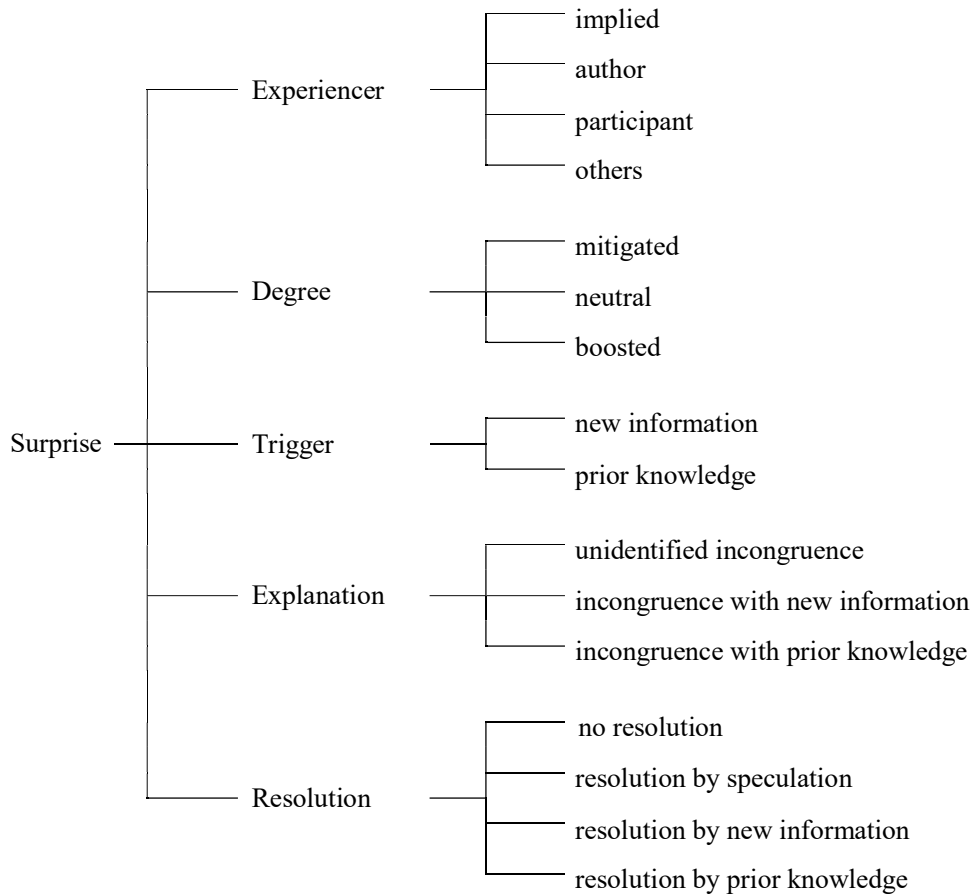 implied
author
Experiencer
participant
others
mitigated
Degree
neutral
boosted
new information
Surprise
Trigger
prior knowledge
unidentified incongruence
Explanation
incongruence with new information
incongruence with prior knowledge
no resolution
resolution by speculation
Resolution
resolution by new information
resolution by prior knowledge